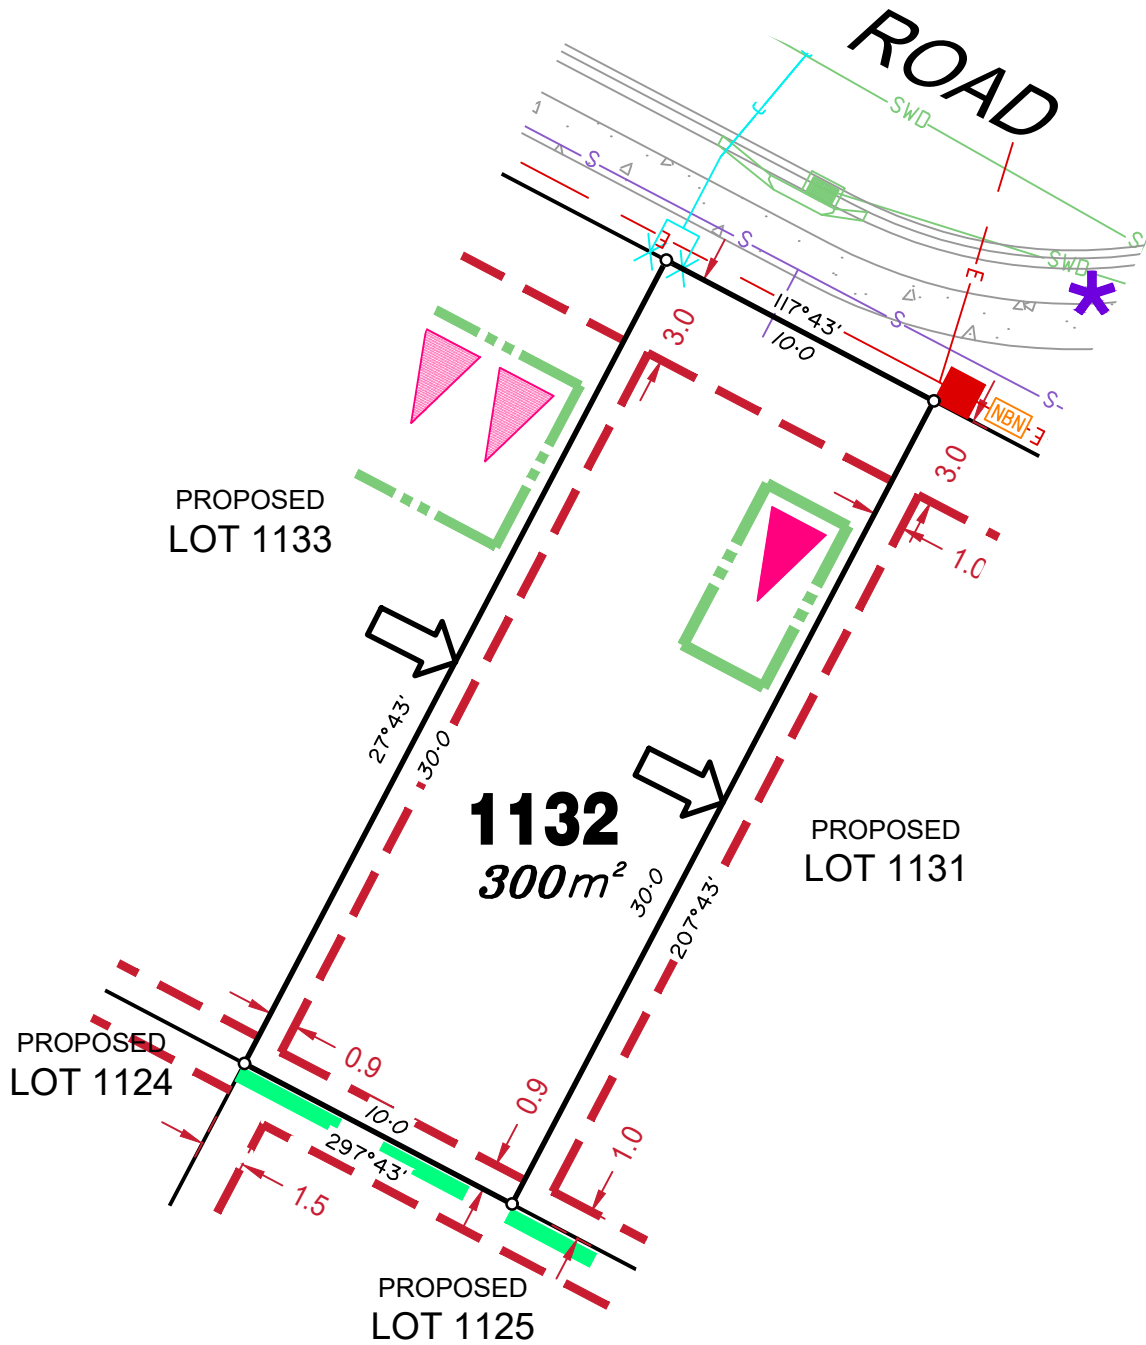 ROAD
SWD
S
S
SWD
E
S
E
S
S
117°43'
10·0
3.0
NBN
E
3.0
1.0
PROPOSED
LOT 1133
27°43'
30·0
1132
300m²
30·0
207°43'
PROPOSED
LOT 1131
PROPOSED
LOT 1124
0.9
0.9
10·0
297°43'
1.0
1.5
PROPOSED
LOT 1125